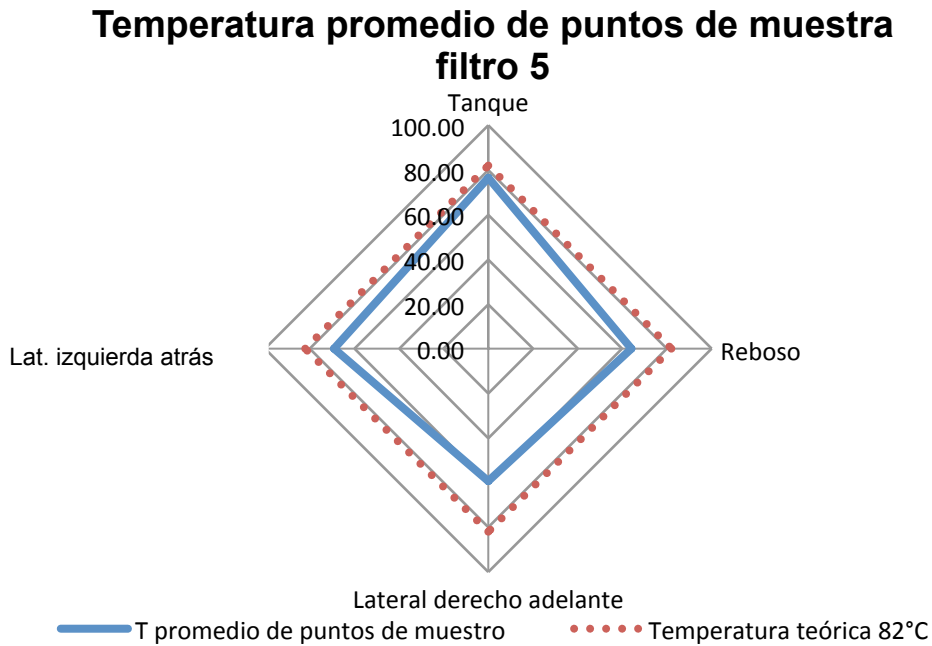 Temperatura promedio de puntos de muestra
filtro 5
Tanque
100.00
80.00
60.00
40.00
20.00
0.00
Reboso
Lat. izquierda atrás
Lateral derecho adelante
T promedio de puntos de muestro
Temperatura teórica 82°C